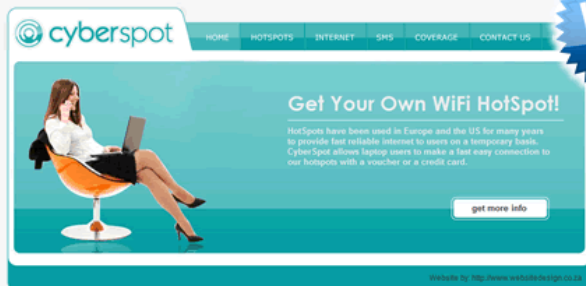 cyberspot
HOME HOTSPOTS INTERNET SMS COVERAGE CONTACT US
Get Your Own WiFi HotSpot!
HotSpots have been used in Europe and the US for many years
to provide fast reliable internet to users on a temporary basis.
CyberSpot allows laptop users to make a fast easy connection to
our hotspots with a voucher or a credit card.
get more info
Website by http://www.websitedesign.co.za